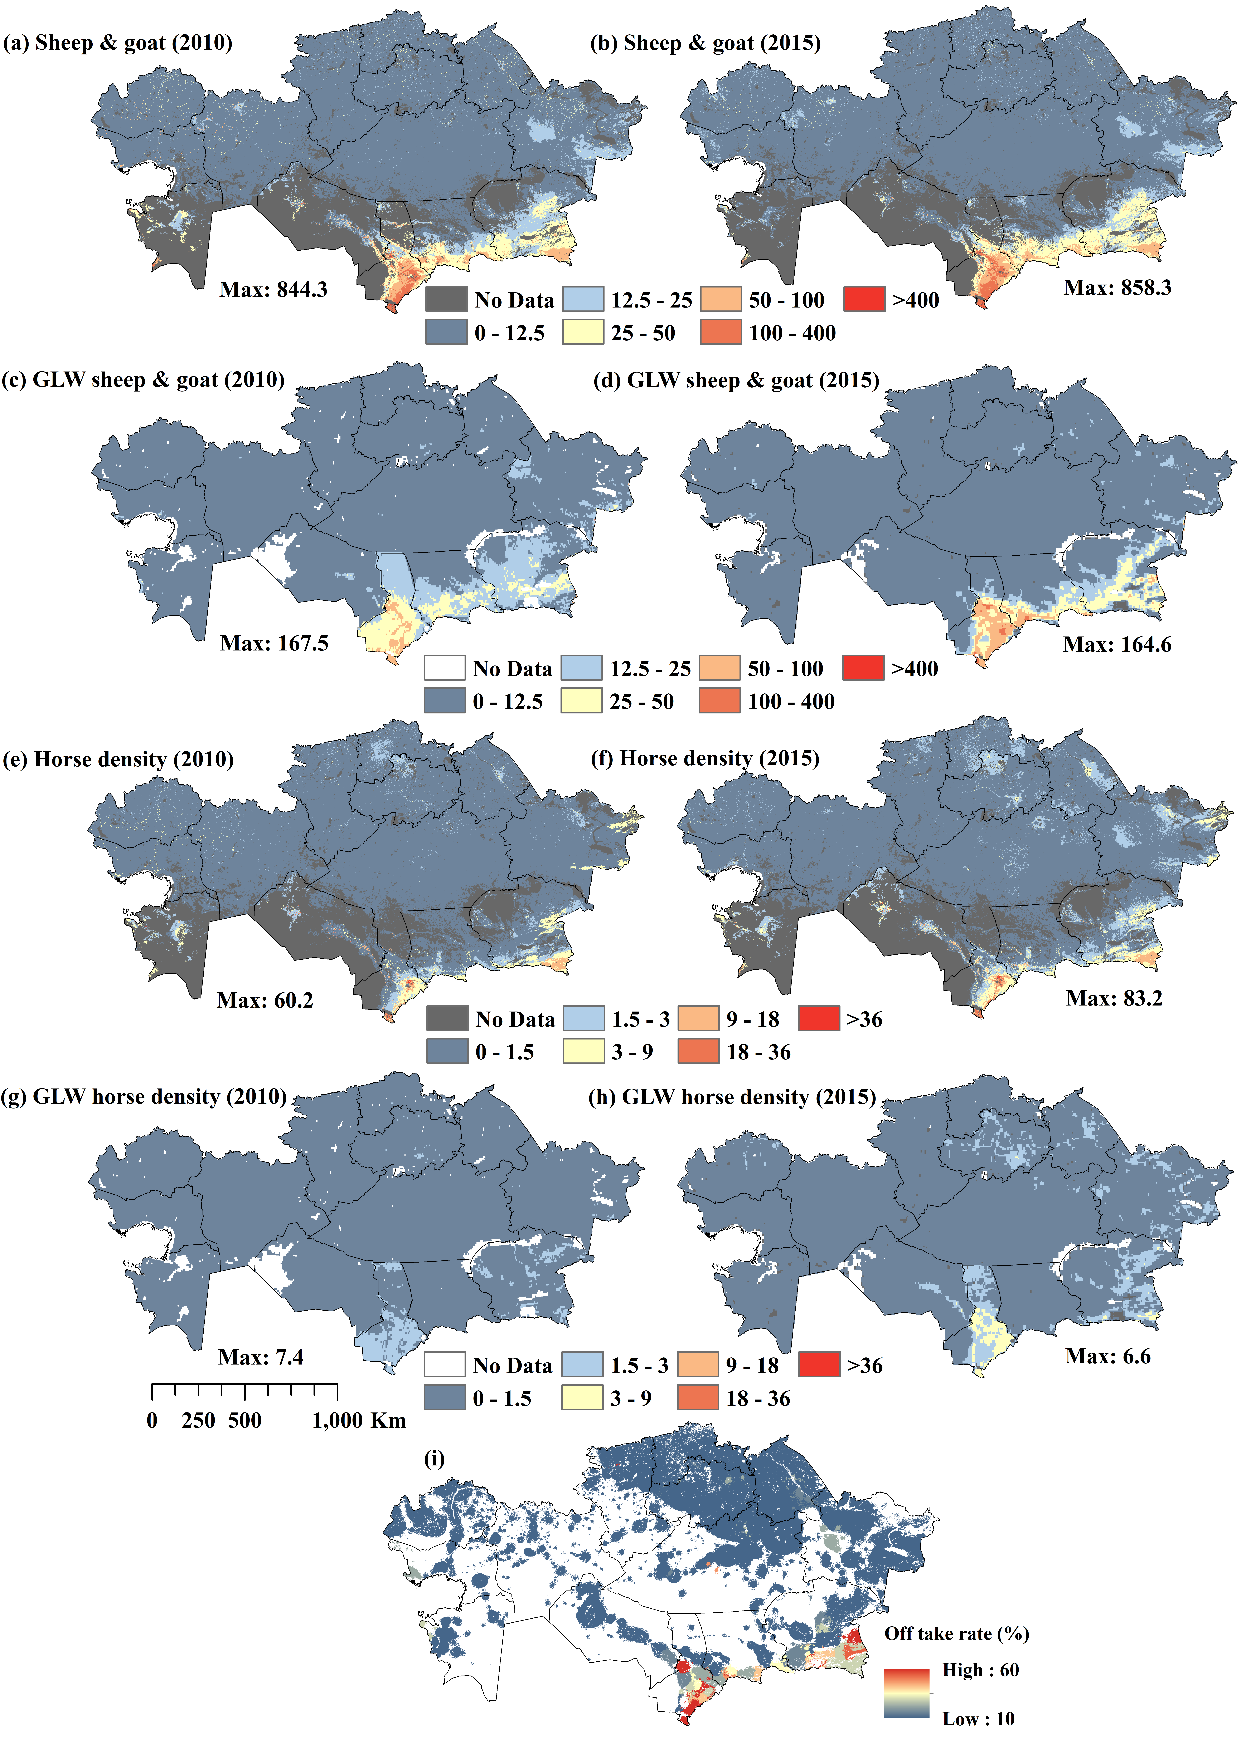 (a) Sheep & goat (2010)
(b) Sheep & goat (2015)
Max: 844.3
Max: 858.3
No Data
12.5 - 25
50 - 100
>400
0 - 12.5
25 - 50
100 - 400
(c) GLW sheep & goat (2010)
(d) GLW sheep & goat (2015)
Max: 167.5
Max: 164.6
No Data
12.5 - 25
50 - 100
>400
0 - 12.5
25 - 50
100 - 400
(e) Horse density (2010)
(f) Horse density (2015)
Max: 60.2
Max: 83.2
No Data
1.5 - 3
9 - 18
>36
0 - 1.5
3 - 9
18 - 36
(g) GLW horse density (2010)
(h) GLW horse density (2015)
Max: 7.4
Max: 6.6
No Data
1.5 - 3
9 - 18
>36
0 - 1.5
3 - 9
18 - 36
0 250 500 1,000 Km
(i)
Off take rate (%)
High : 60
Low : 10